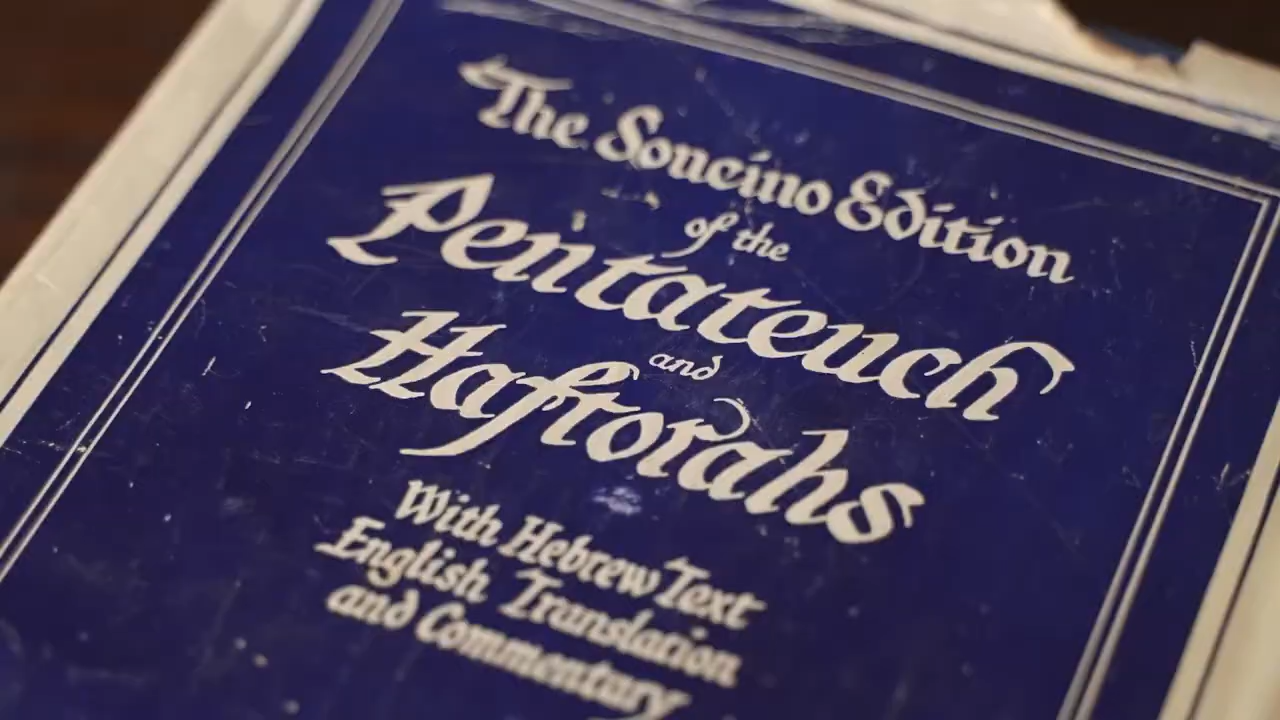 The Soncino Edition
of the
Pentateuch
and
Haftorahs
With Hebrew Text
English Translation
and Commentary